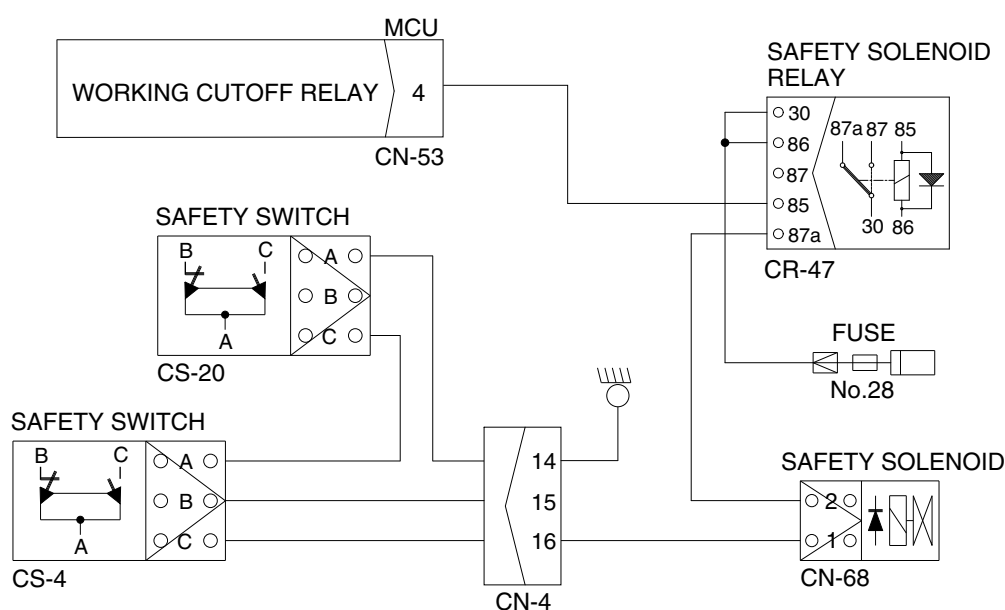 MCU
WORKING CUTOFF RELAY 4
CN-53
SAFETY SOLENOID
RELAY
30
86
87
85
87a
87a 87 85
30 86
CR-47
SAFETY SWITCH
B C
A
A
B
C
CS-20
FUSE
No.28
SAFETY SWITCH
B C
A
A
B
C
CS-4
14
15
16
CN-4
SAFETY SOLENOID
2
1
CN-68